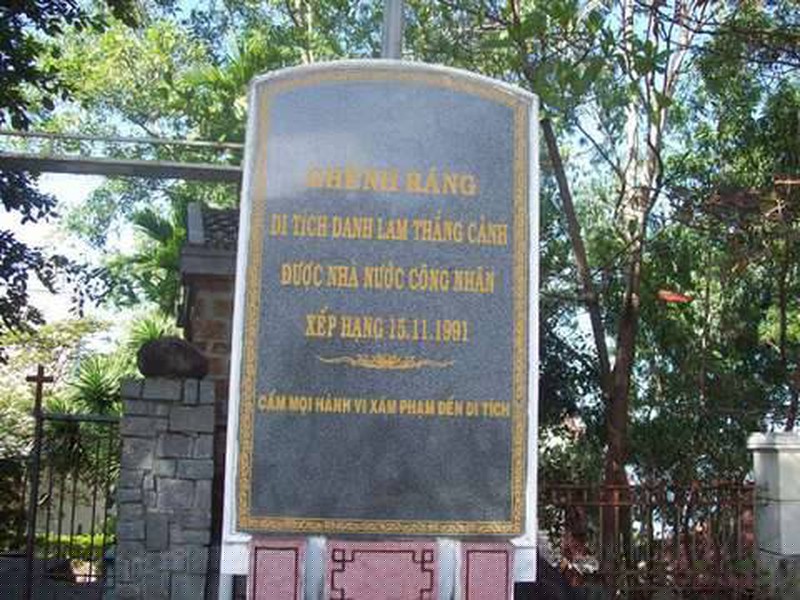 GHỀNH RÁNG
DI TÍCH DANH LAM THẮNG CẢNH
ĐƯỢC NHÀ NƯỚC CÔNG NHẬN
XẾP HẠNG 15.11.1991
CẤM MỌI HÀNH VI XÂM PHẠM ĐẾN DI TÍCH